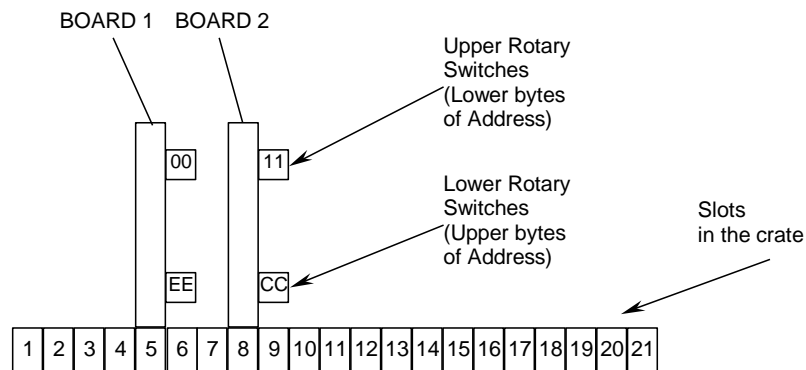 BOARD 1 BOARD 2
Upper Rotary
Switches
(Lower bytes
of Address)
00 11
Lower Rotary
Switches
(Upper bytes
of Address)
Slots
in the crate
EE CC
1 2 3 4 5 6 7 8 9 10 11 12 13 14 15 16 17 18 19 20 21